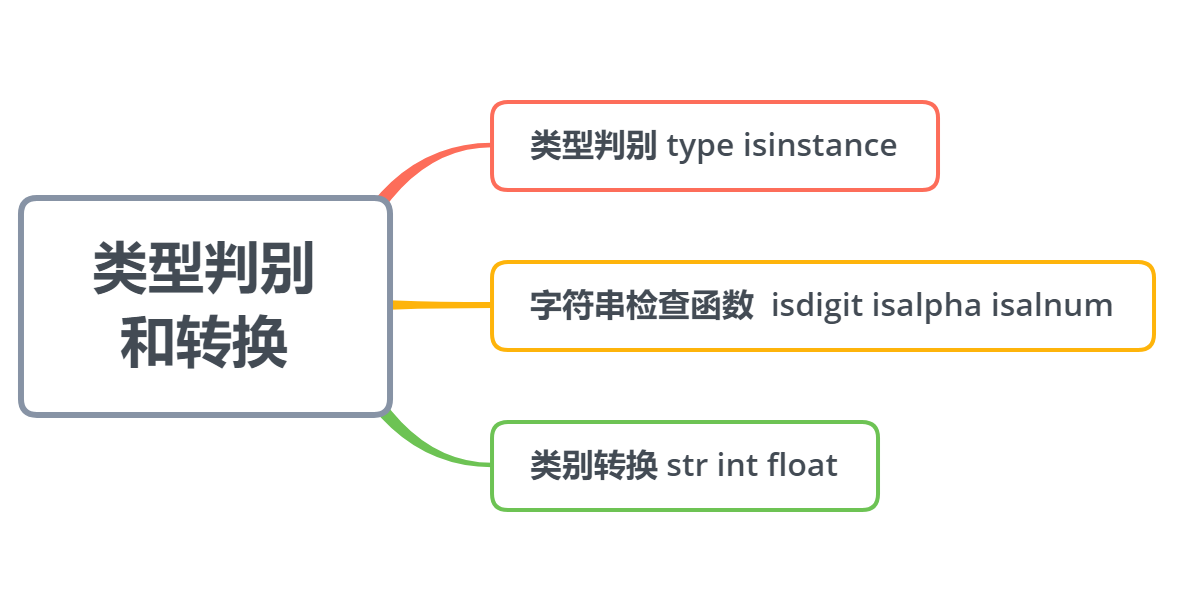 类型判别
和转换
类型判别 type isinstance
字符串检查函数  isdigit isalpha isalnum
类别转换 str int float